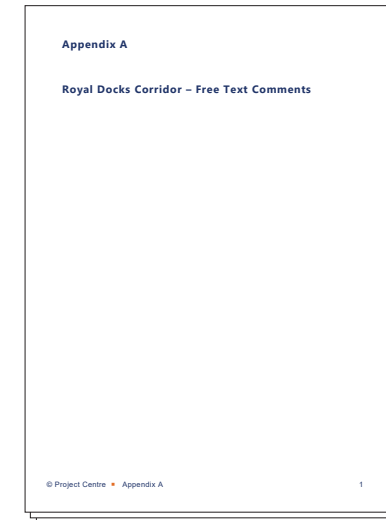 Appendix A
Royal Docks Corridor – Free Text Comments
© Project Centre ▪ Appendix A 1